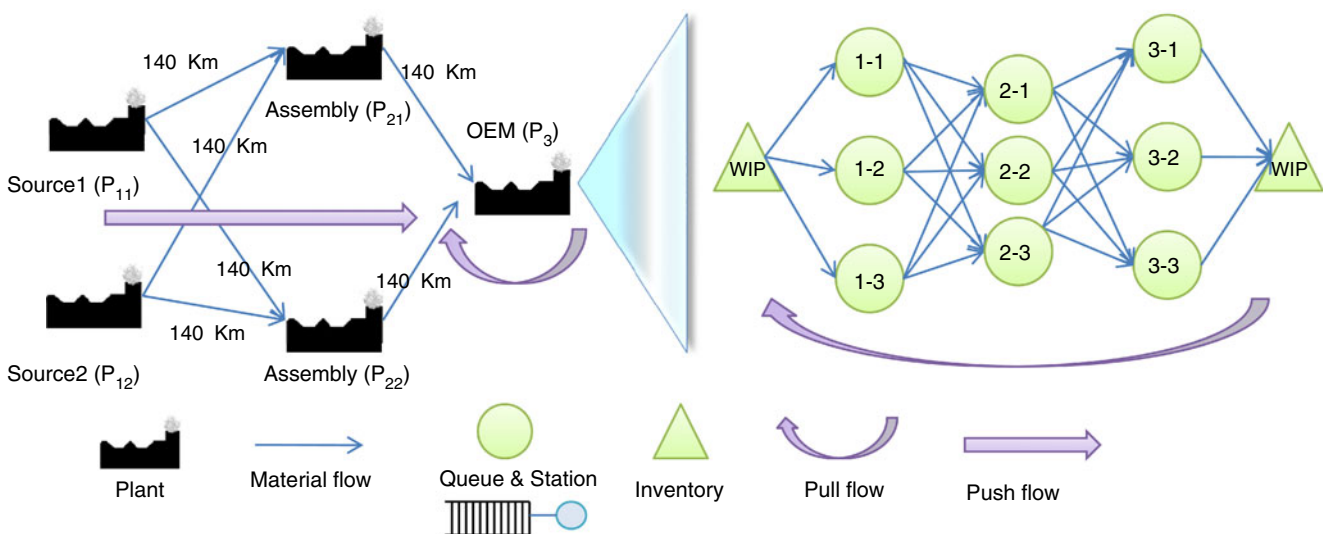 140 Km
Assembly (P21)
140 Km
OEM (P3)
Source1 (P11)
140 Km
140 Km
140 Km
140 Km
Source2 (P12)
Assembly (P22)
WIP
1-1
1-2
1-3
2-1
2-2
2-3
3-1
3-2
3-3
WIP
Plant
Material flow
Queue & Station
Inventory
Pull flow
Push flow